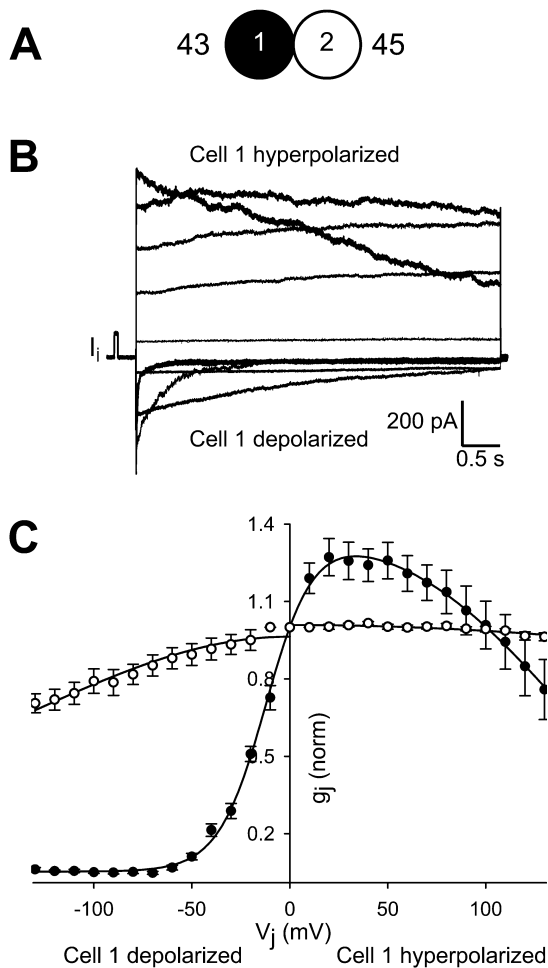 A
43 1 2 45
B
Cell 1 hyperpolarized
Ij
200 pA
Cell 1 depolarized
0.5 s
C
1.4
1.1
0.8
0.5
0.2
gj (norm)
-100 -50 0 50 100
Vj (mV)
Cell 1 depolarized Cell 1 hyperpolarized